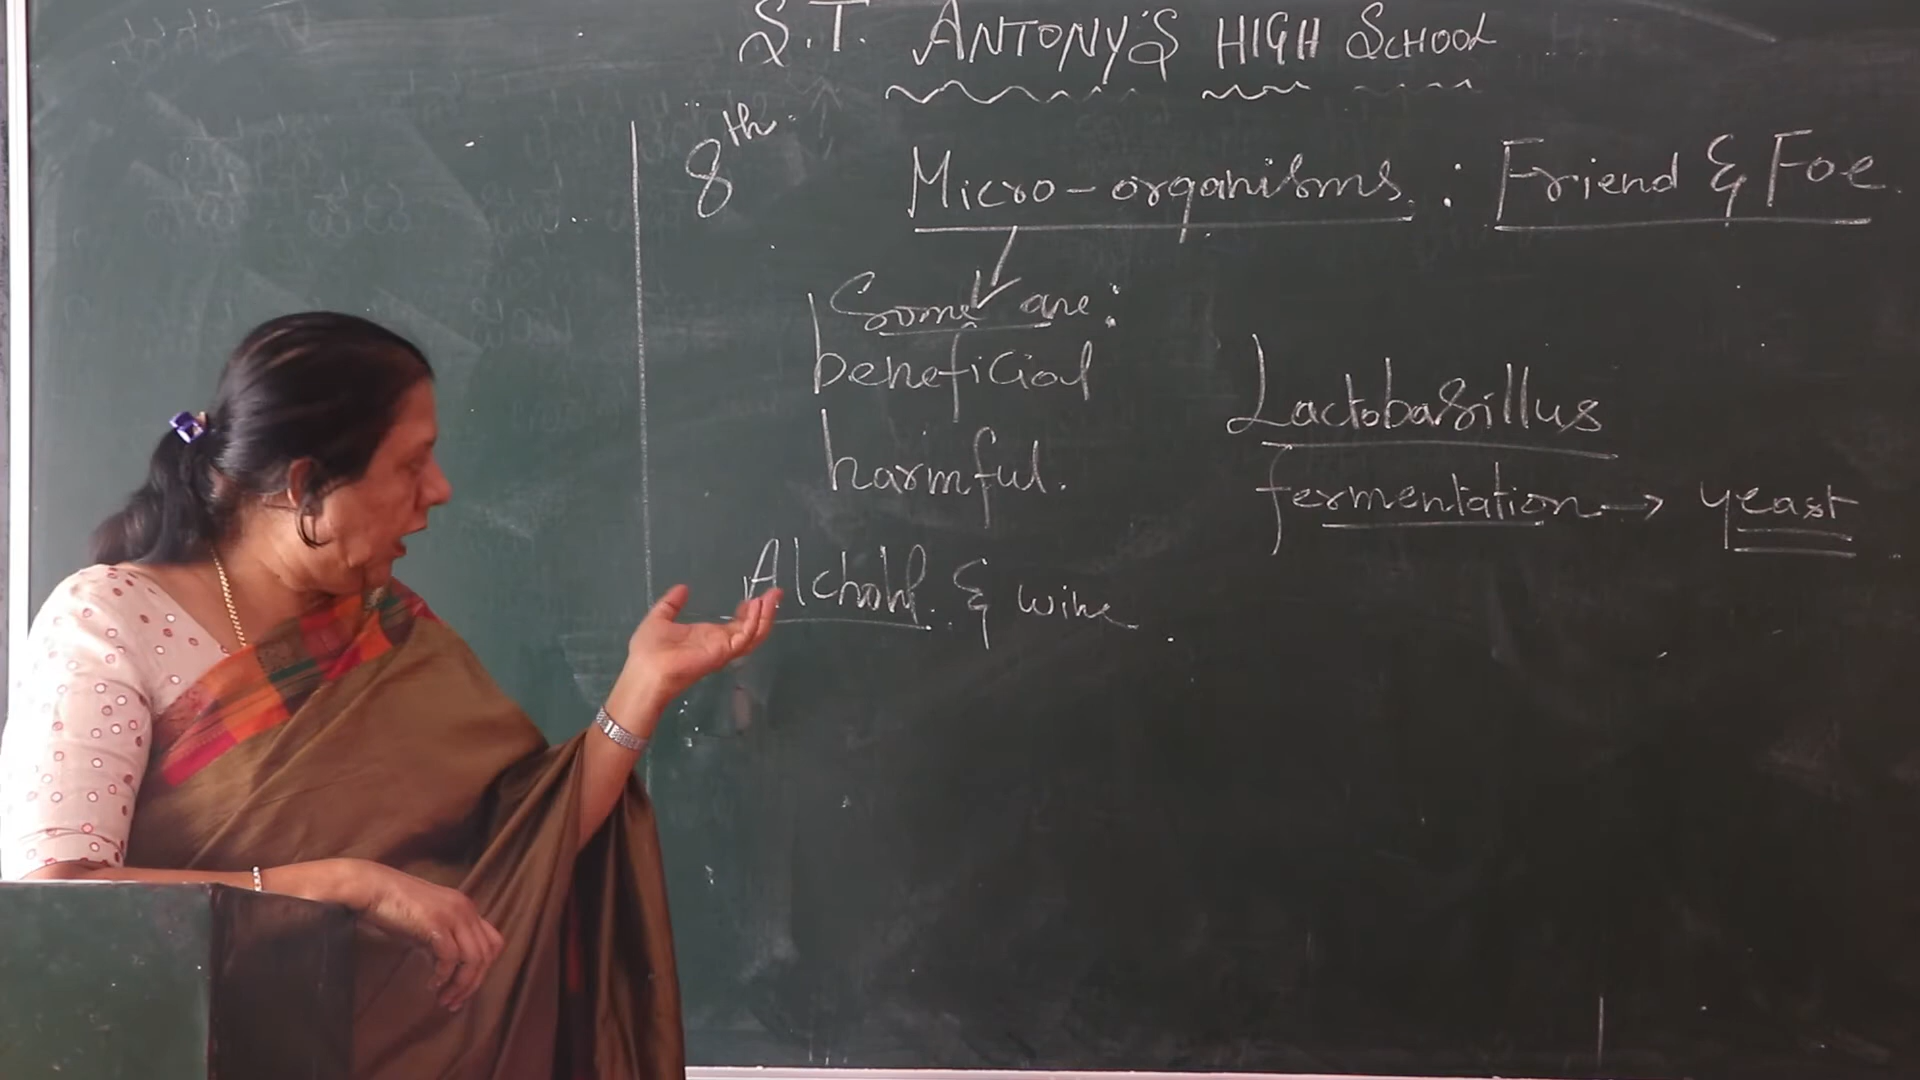 S.T. ANTONY'S HIGH SCHOOL
8th
Micro-organisms : Friend & Foe.
Some are:
beneficial
harmful.
Lactobasillus
fermentation → yeast
Alchohl. & wine